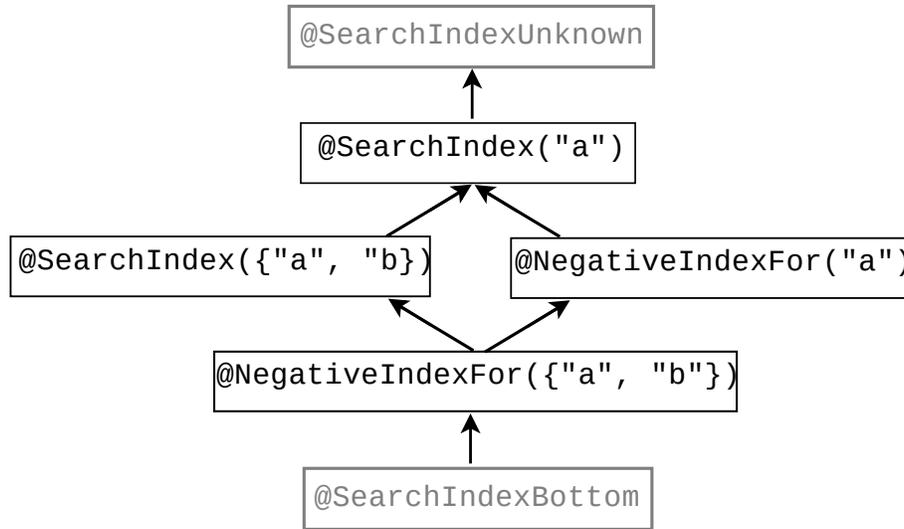 @SearchIndexUnknown
@SearchIndex("a")
@SearchIndex({"a", "b})
@NegativeIndexFor("a")
@NegativeIndexFor({"a", "b"})
@SearchIndexBottom